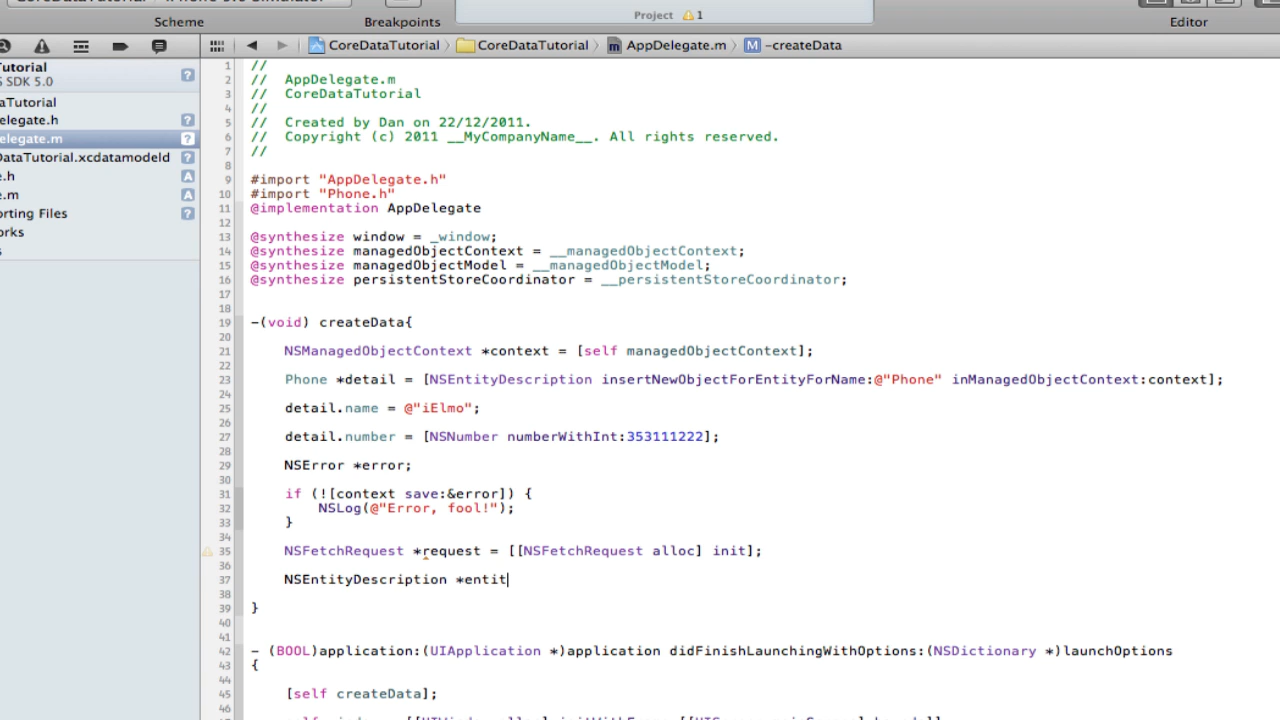 Scheme
Breakpoints
Project 1
Editor
CoreDataTutorial
CoreDataTutorial
AppDelegate.m
M -createData
Tutorial
SDK 5.0
aTutorial
elegate.h
elegate.m
DataTutorial.xcdatamodeld
e.h A
e.m A
orting Files
orks
s
1 //
2 // AppDelegate.m
3 // CoreDataTutorial
4 //
5 // Created by Dan on 22/12/2011.
6 // Copyright (c) 2011 __MyCompanyName__. All rights reserved.
7 //
8
9 #import "AppDelegate.h"
10 #import "Phone.h"
11 @implementation AppDelegate
12
13 @synthesize window = _window;
14 @synthesize managedObjectContext = __managedObjectContext;
15 @synthesize managedObjectModel = __managedObjectModel;
16 @synthesize persistentStoreCoordinator = __persistentStoreCoordinator;
17
18
19 -(void) createData{
20
21 NSManagedObjectContext *context = [self managedObjectContext];
22
23 Phone *detail = [NSEntityDescription insertNewObjectForEntityForName:@"Phone" inManagedObjectContext:context];
24
25 detail.name = @"iElmo";
26
27 detail.number = [NSNumber numberWithInt:353111222];
28
29 NSError *error;
30
31 if (![context save:&error]) {
32 NSLog(@"Error, fool!");
33 }
34
35 NSFetchRequest *request = [[NSFetchRequest alloc] init];
36
37 NSEntityDescription *entit
38
39 }
40
41
42 - (BOOL)application:(UIApplication *)application didFinishLaunchingWithOptions:(NSDictionary *)launchOptions
43 {
44
45 [self createData];
46